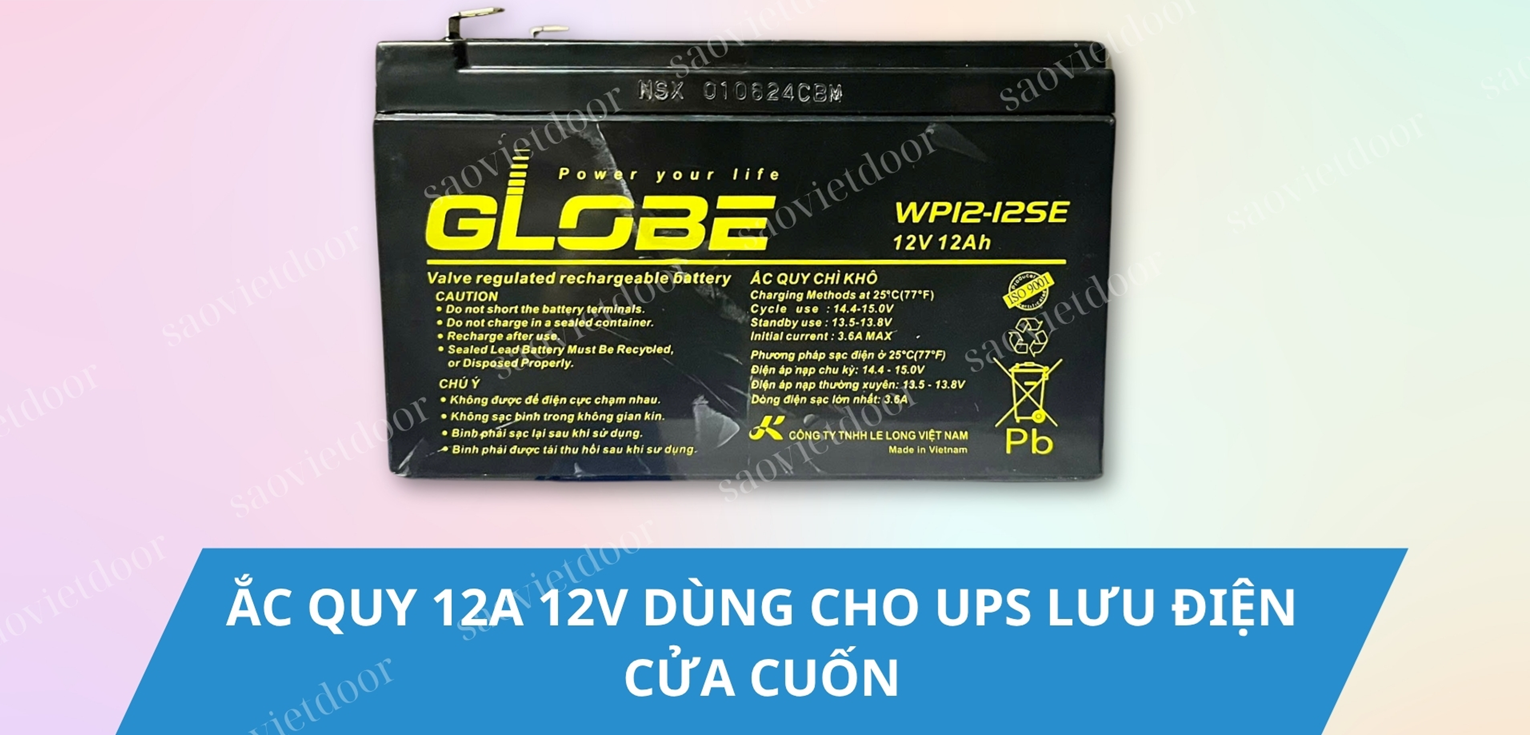 NSX 010624CBM
Power your life
GLOBE
WP12-12SE
12V 12Ah
Valve regulated rechargeable battery
CAUTION
• Do not short the battery terminals.
• Do not charge in a sealed container.
• Recharge after use.
• Sealed Lead Battery Must Be Recycled,
or Disposed Properly.
CHÚ Ý
• Không được để điện cực chạm nhau.
• Không sạc bình trong không gian kín.
• Bình phải sạc lại sau khi sử dụng.
• Bình phải được tái thu hồi sau khi sử dụng.
ẮC QUY CHÌ KHÔ
Charging Methods at 25°C(77°F)
Cycle use : 14.4-15.0V
Standby use : 13.5-13.8V
Initial current : 3.6A MAX
Phương pháp sạc điện ở 25°C(77°F)
Điện áp nạp chu kỳ: 14.4 - 15.0V
Điện áp nạp thường xuyên: 13.5 - 13.8V
Dòng điện sạc lớn nhất: 3.6A
CÔNG TY TNHH LE LONG VIỆT NAM
Made in Vietnam
ISO 9001
Pb
ẮC QUY 12A 12V DÙNG CHO UPS LƯU ĐIỆN
CỬA CUỐN
saovietdoor